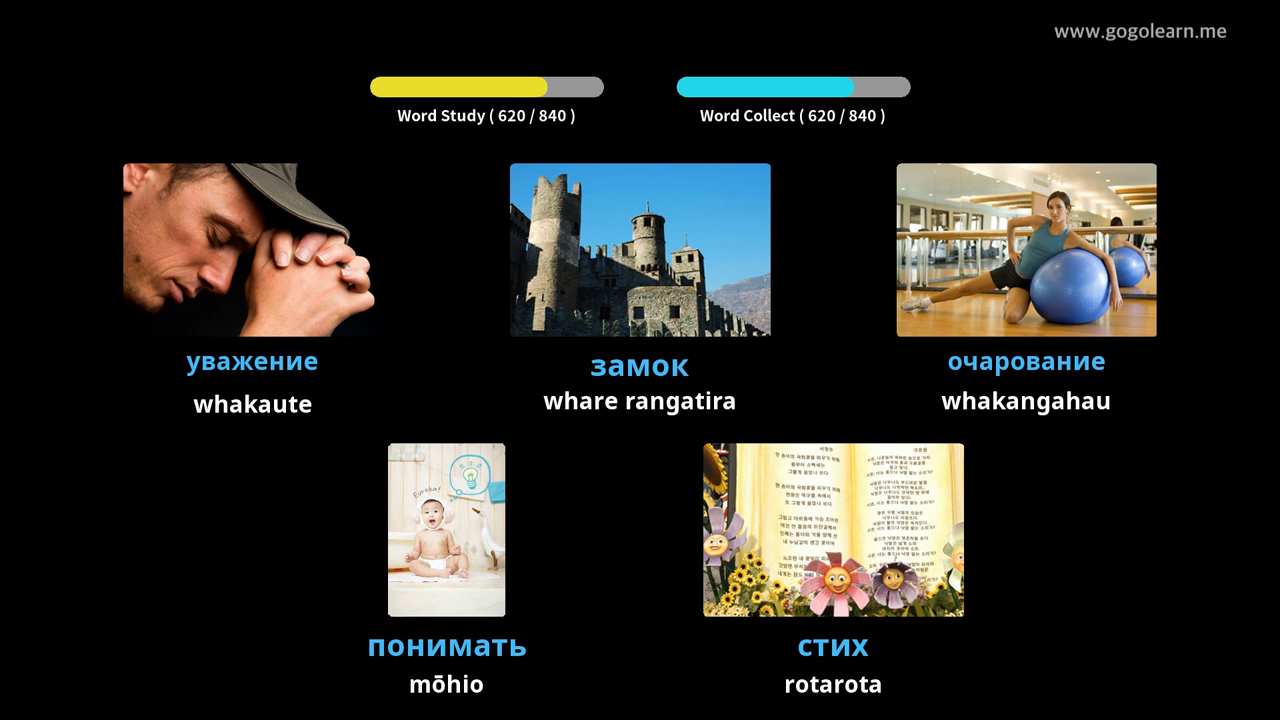 www.gogolearn.me
Word Study ( 620 / 840 )
Word Collect ( 620 / 840 )
уважение
whakaute
замок
whare rangatira
очарование
whakangahau
Eureka!
понимать
mōhio
стих
rotarota